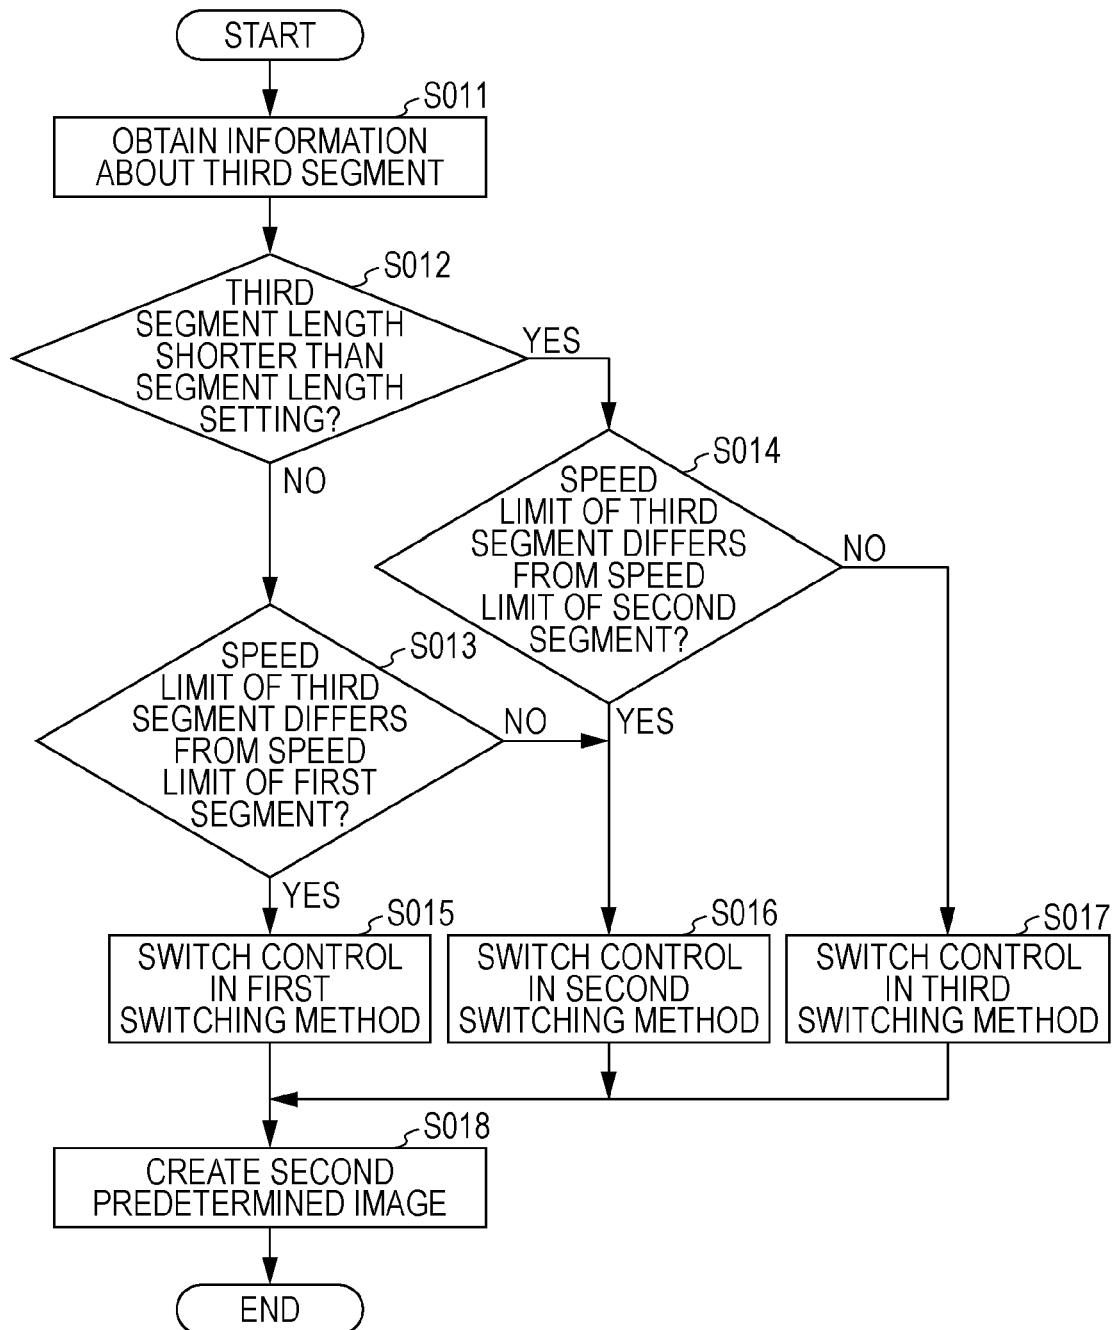 START
S011
OBTAIN INFORMATION
ABOUT THIRD SEGMENT
S012
THIRD
SEGMENT LENGTH
SHORTER THAN
SEGMENT LENGTH
SETTING?
YES
NO
S014
SPEED
LIMIT OF THIRD
SEGMENT DIFFERS
FROM SPEED
LIMIT OF SECOND
SEGMENT?
NO
YES
S013
SPEED
LIMIT OF THIRD
SEGMENT DIFFERS
FROM SPEED
LIMIT OF FIRST
SEGMENT?
NO
YES
S015
SWITCH CONTROL
IN FIRST
SWITCHING METHOD
S016
SWITCH CONTROL
IN SECOND
SWITCHING METHOD
S017
SWITCH CONTROL
IN THIRD
SWITCHING METHOD
S018
CREATE SECOND
PREDETERMINED IMAGE
END